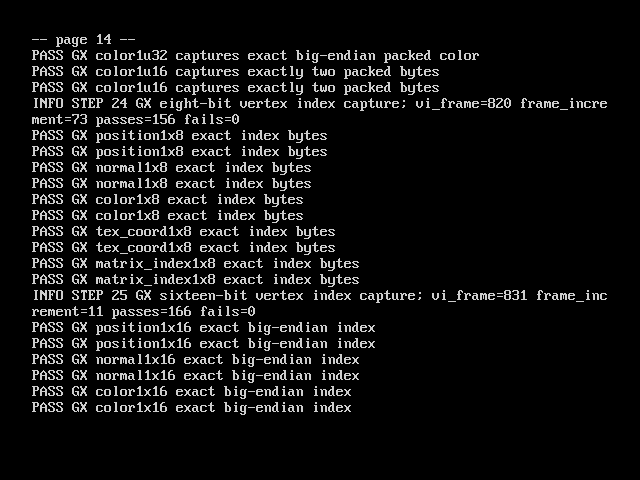 -- page 14 --
PASS GX color1u32 captures exact big-endian packed color
PASS GX color1u16 captures exactly two packed bytes
PASS GX color1u16 captures exactly two packed bytes
INFO STEP 24 GX eight-bit vertex index capture; vi_frame=820 frame_incre
ment=73 passes=156 fails=0
PASS GX position1x8 exact index bytes
PASS GX position1x8 exact index bytes
PASS GX normal1x8 exact index bytes
PASS GX normal1x8 exact index bytes
PASS GX color1x8 exact index bytes
PASS GX color1x8 exact index bytes
PASS GX tex_coord1x8 exact index bytes
PASS GX tex_coord1x8 exact index bytes
PASS GX matrix_index1x8 exact index bytes
PASS GX matrix_index1x8 exact index bytes
INFO STEP 25 GX sixteen-bit vertex index capture; vi_frame=831 frame_inc
rement=11 passes=166 fails=0
PASS GX position1x16 exact big-endian index
PASS GX position1x16 exact big-endian index
PASS GX normal1x16 exact big-endian index
PASS GX normal1x16 exact big-endian index
PASS GX color1x16 exact big-endian index
PASS GX color1x16 exact big-endian index